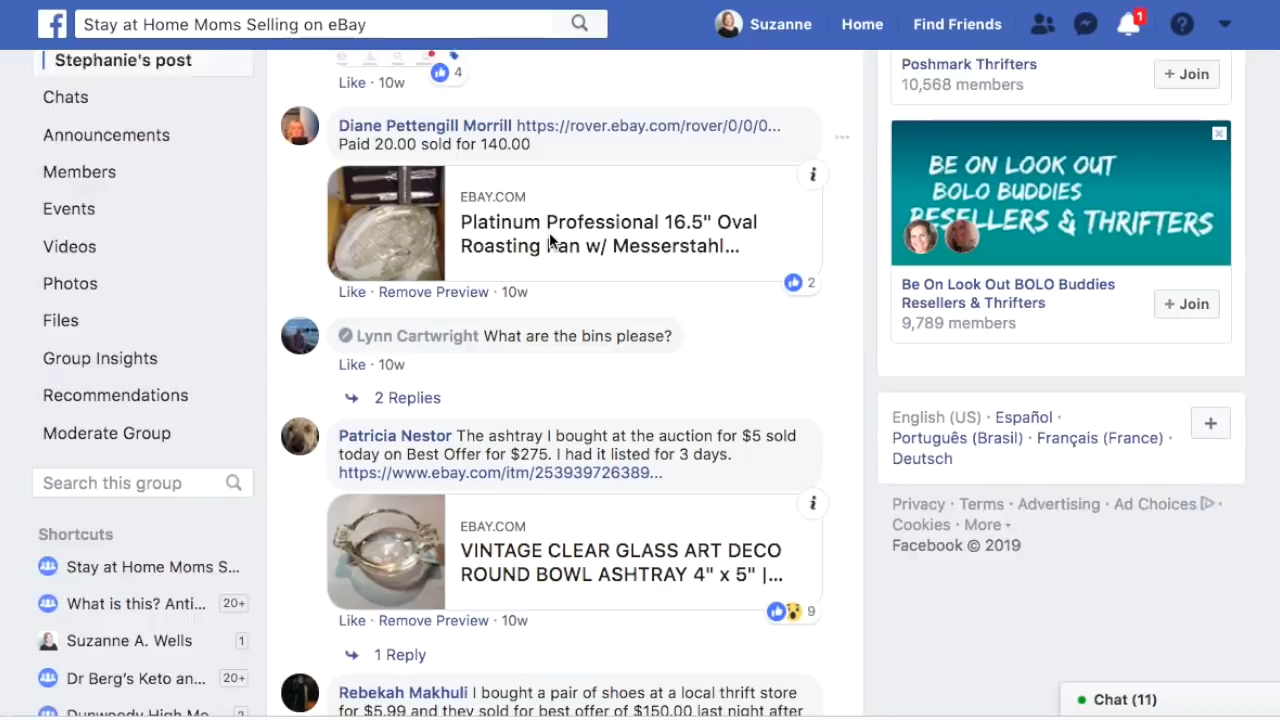 Stay at Home Moms Selling on eBay
Suzanne
Home
Find Friends
1
Stephanie's post
Chats
Announcements
Members
Events
Videos
Photos
Files
Group Insights
Recommendations
Moderate Group
Search this group
Shortcuts
Stay at Home Moms S...
What is this? Anti...
20+
Suzanne A. Wells
1
Dr Berg's Keto an...
20+
Dunwoody High Mo...
2
4
Like · 10w
Diane Pettengill Morrill https://rover.ebay.com/rover/0/0/0...
Paid 20.00 sold for 140.00
EBAY.COM
Platinum Professional 16.5" Oval
Roasting Pan w/ Messerstahl...
2
Like · Remove Preview · 10w
Lynn Cartwright What are the bins please?
Like · 10w
2 Replies
Patricia Nestor The ashtray I bought at the auction for $5 sold
today on Best Offer for $275. I had it listed for 3 days.
https://www.ebay.com/itm/253939726389...
EBAY.COM
VINTAGE CLEAR GLASS ART DECO
ROUND BOWL ASHTRAY 4" x 5" |...
9
Like · Remove Preview · 10w
1 Reply
Rebekah Makhuli I bought a pair of shoes at a local thrift store
for $5.99 and they sold for best offer of $150.00 last night after
Poshmark Thrifters
10,568 members
+ Join
BE ON LOOK OUT
BOLO BUDDIES
RESELLERS & THRIFTERS
Be On Look Out BOLO Buddies
Resellers & Thrifters
9,789 members
+ Join
English (US) · Español ·
Português (Brasil) · Français (France) ·
Deutsch
Privacy · Terms · Advertising · Ad Choices ·
Cookies · More
Facebook © 2019
Chat (11)